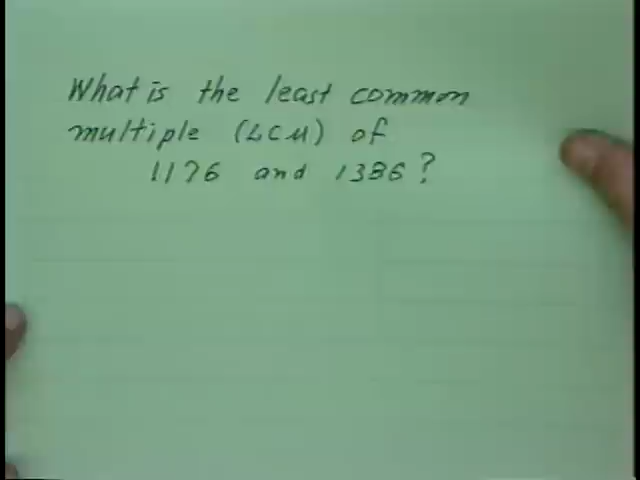 What is the least common
multiple (LCM) of
1176 and 1386?